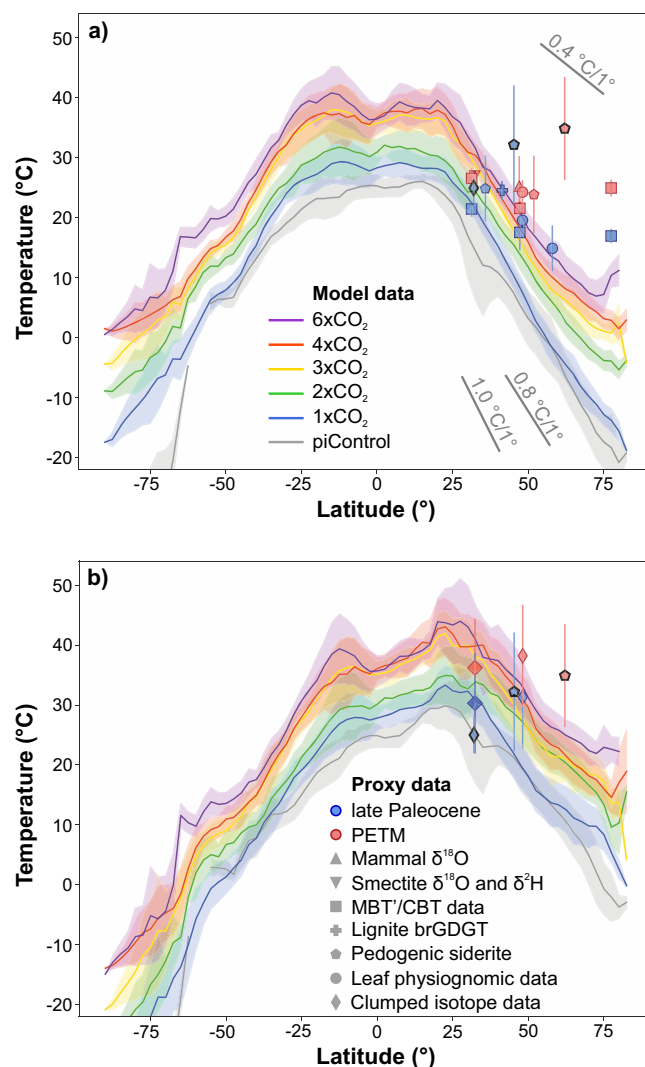 a)
0.4 °C/1°
50
40
30
20
10
0
-10
-20
Temperature (°C)
Model data
6xCO₂
4xCO₂
3xCO₂
2xCO₂
1xCO₂
piControl
1.0 °C/1°
0.8 °C/1°
-75
-50
-25
0
25
50
75
Latitude (°)
b)
50
40
30
20
10
0
-10
-20
Temperature (°C)
Proxy data
late Paleocene
PETM
Mammal δ¹⁸O
Smectite δ¹⁸O and δ²H
MBT'/CBT data
Lignite brGDGT
Pedogenic siderite
Leaf physiognomic data
Clumped isotope data
-75
-50
-25
0
25
50
75
Latitude (°)